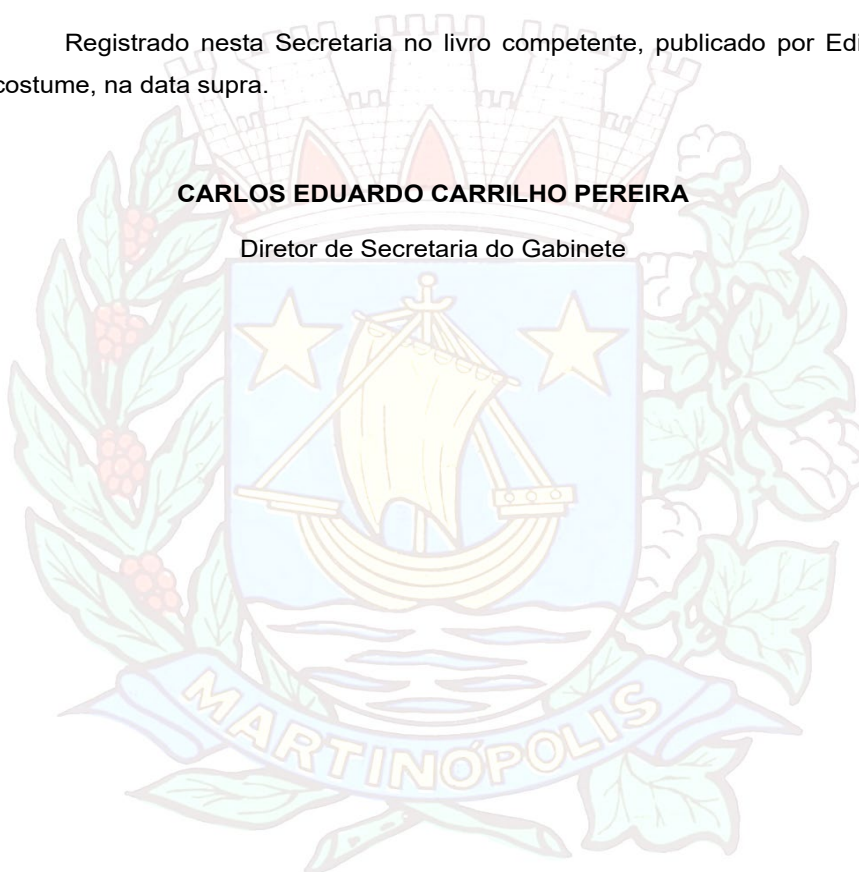 Registrado nesta Secretaria no livro competente, publicado por Edi
costume, na data supra.
CARLOS EDUARDO CARRILHO PEREIRA
Diretor de Secretaria do Gabinete
MARTINÓPOLIS